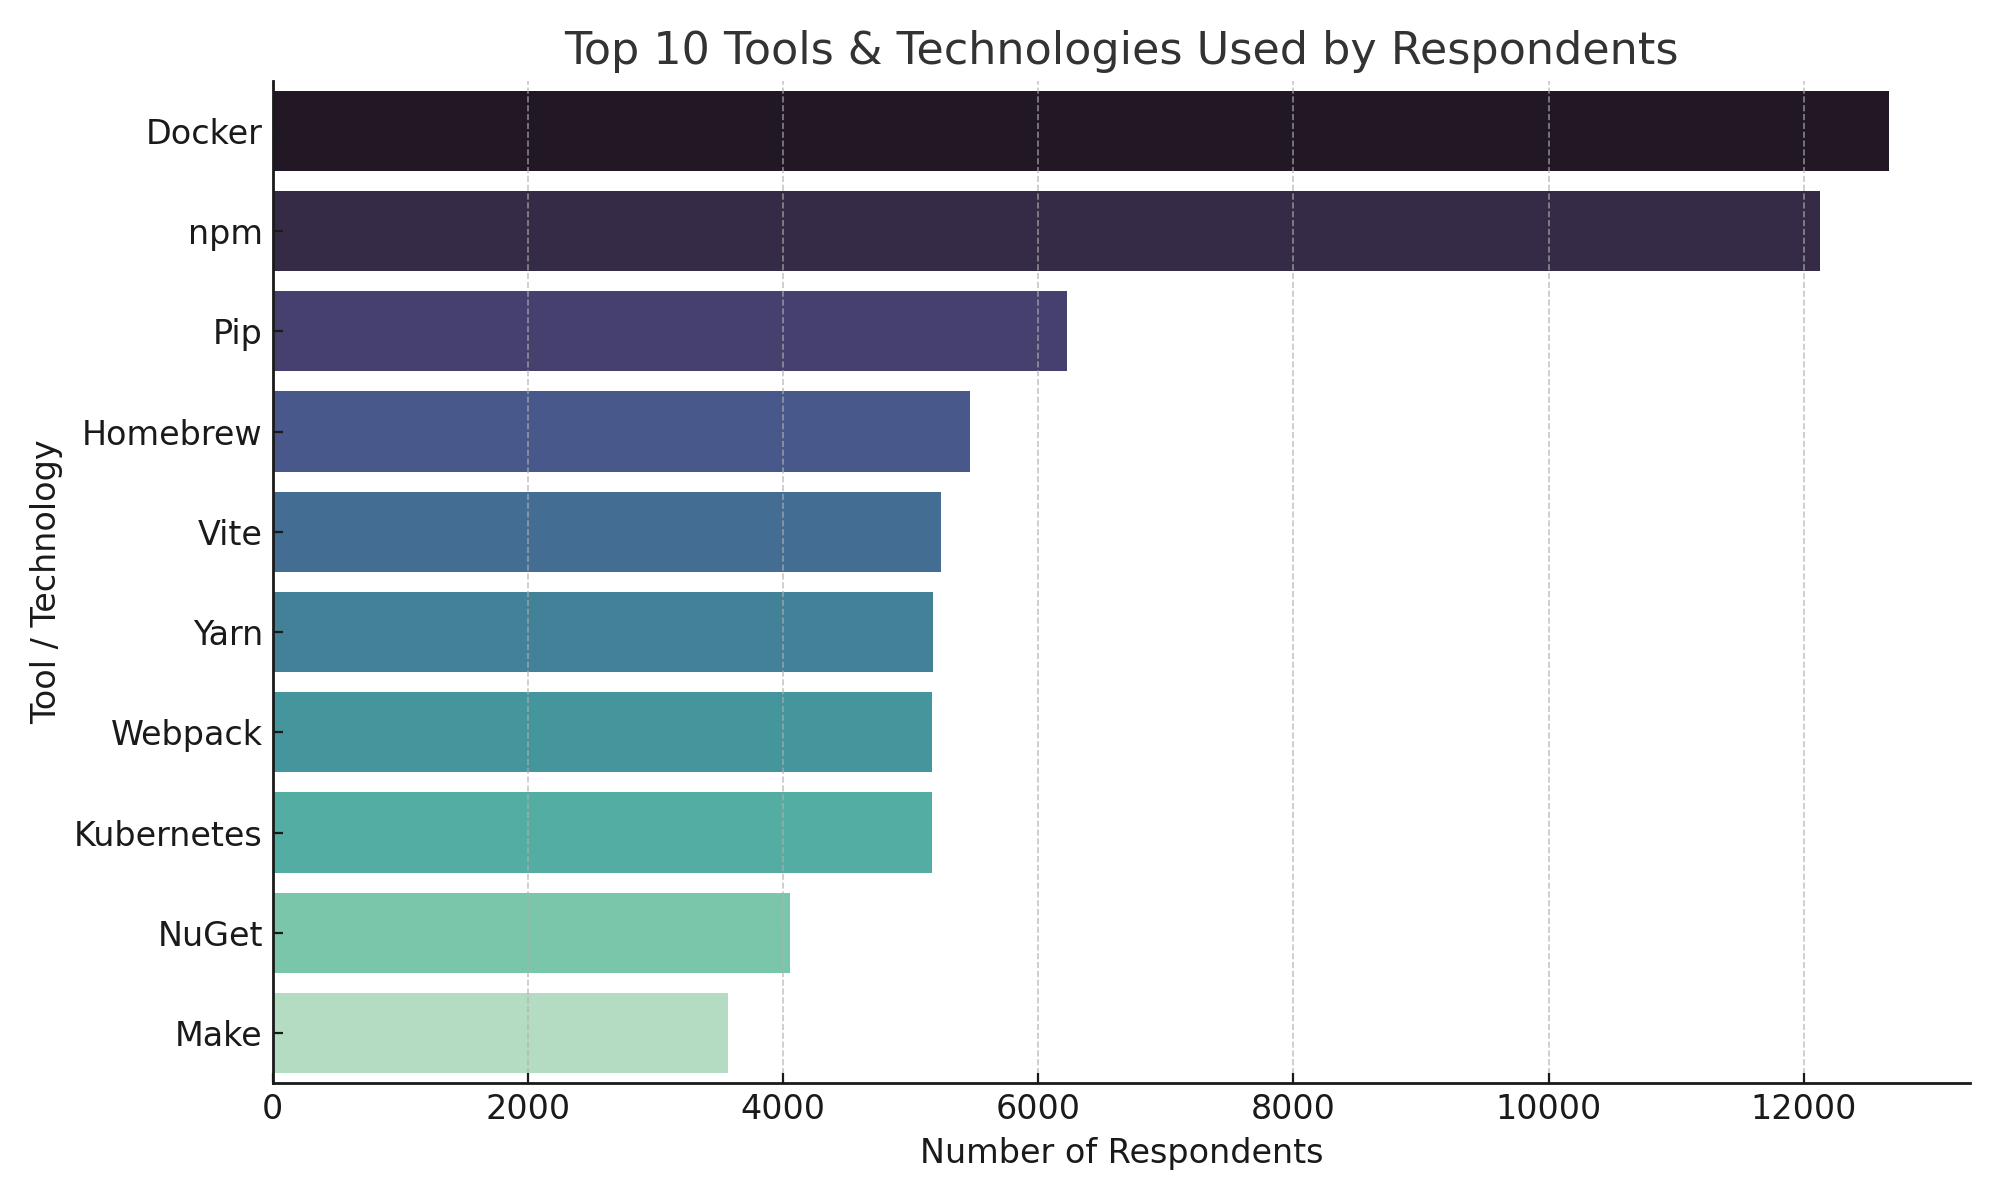 Top 10 Tools & Technologies Used by Respondents
Tool / Technology
Docker
npm
Pip
Homebrew
Vite
Yarn
Webpack
Kubernetes
NuGet
Make
0 2000 4000 6000 8000 10000 12000
Number of Respondents